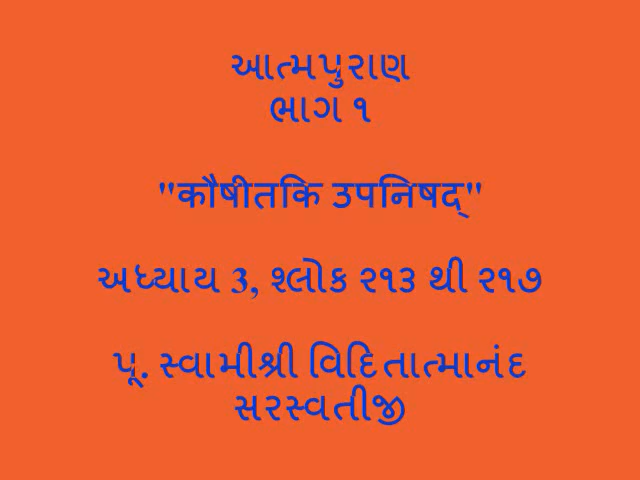 આત્મપુરાણ
ભાગ ૧
"कौषीतकि उपनिषद्"
અધ્યાય 3, શ્લોક ૨૧૩ થી ૨૧૭
પૂ. સ્વામીશ્રી વિદિતાત્માનંદ
સરસ્વતીજી